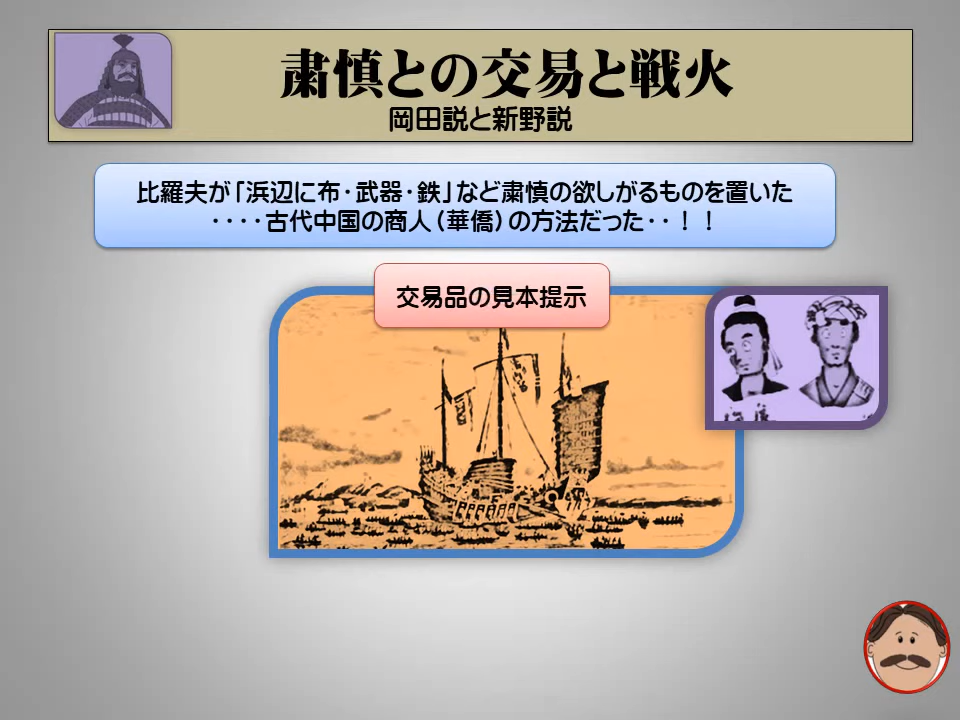 粛慎との交易と戦火
岡田説と新野説
比羅夫が「浜辺に布・武器・鉄」など粛慎の欲しがるものを置いた
・・・・古代中国の商人（華僑）の方法だった・・！！
交易品の見本提示